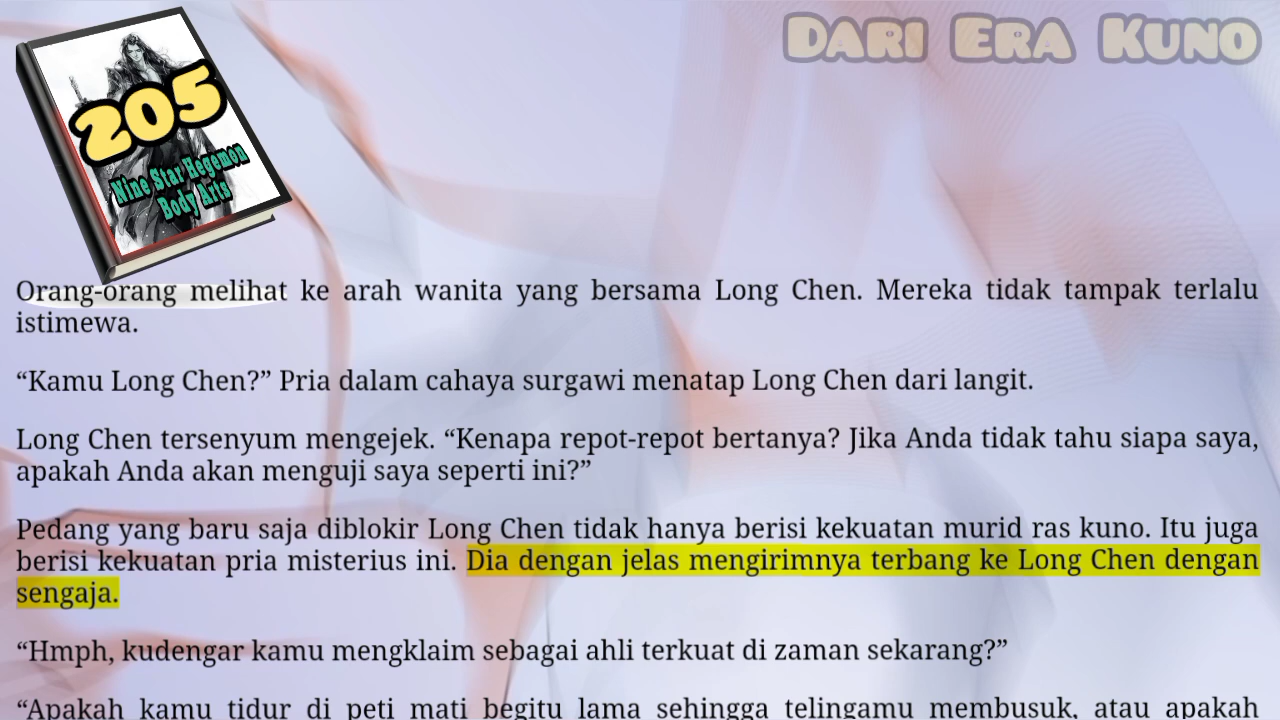 Dari Era Kuno
205
Nine Star Hegemon
Body Arts
Orang-orang melihat ke arah wanita yang bersama Long Chen. Mereka tidak tampak terlalu
istimewa.
“Kamu Long Chen?” Pria dalam cahaya surgawi menatap Long Chen dari langit.
Long Chen tersenyum mengejek. “Kenapa repot-repot bertanya? Jika Anda tidak tahu siapa saya,
apakah Anda akan menguji saya seperti ini?”
Pedang yang baru saja diblokir Long Chen tidak hanya berisi kekuatan murid ras kuno. Itu juga
berisi kekuatan pria misterius ini. Dia dengan jelas mengirimnya terbang ke Long Chen dengan
sengaja.
“Hmph, kudengar kamu mengklaim sebagai ahli terkuat di zaman sekarang?”
“Apakah kamu tidur di peti mati begitu lama sehingga telingamu membusuk, atau apakah